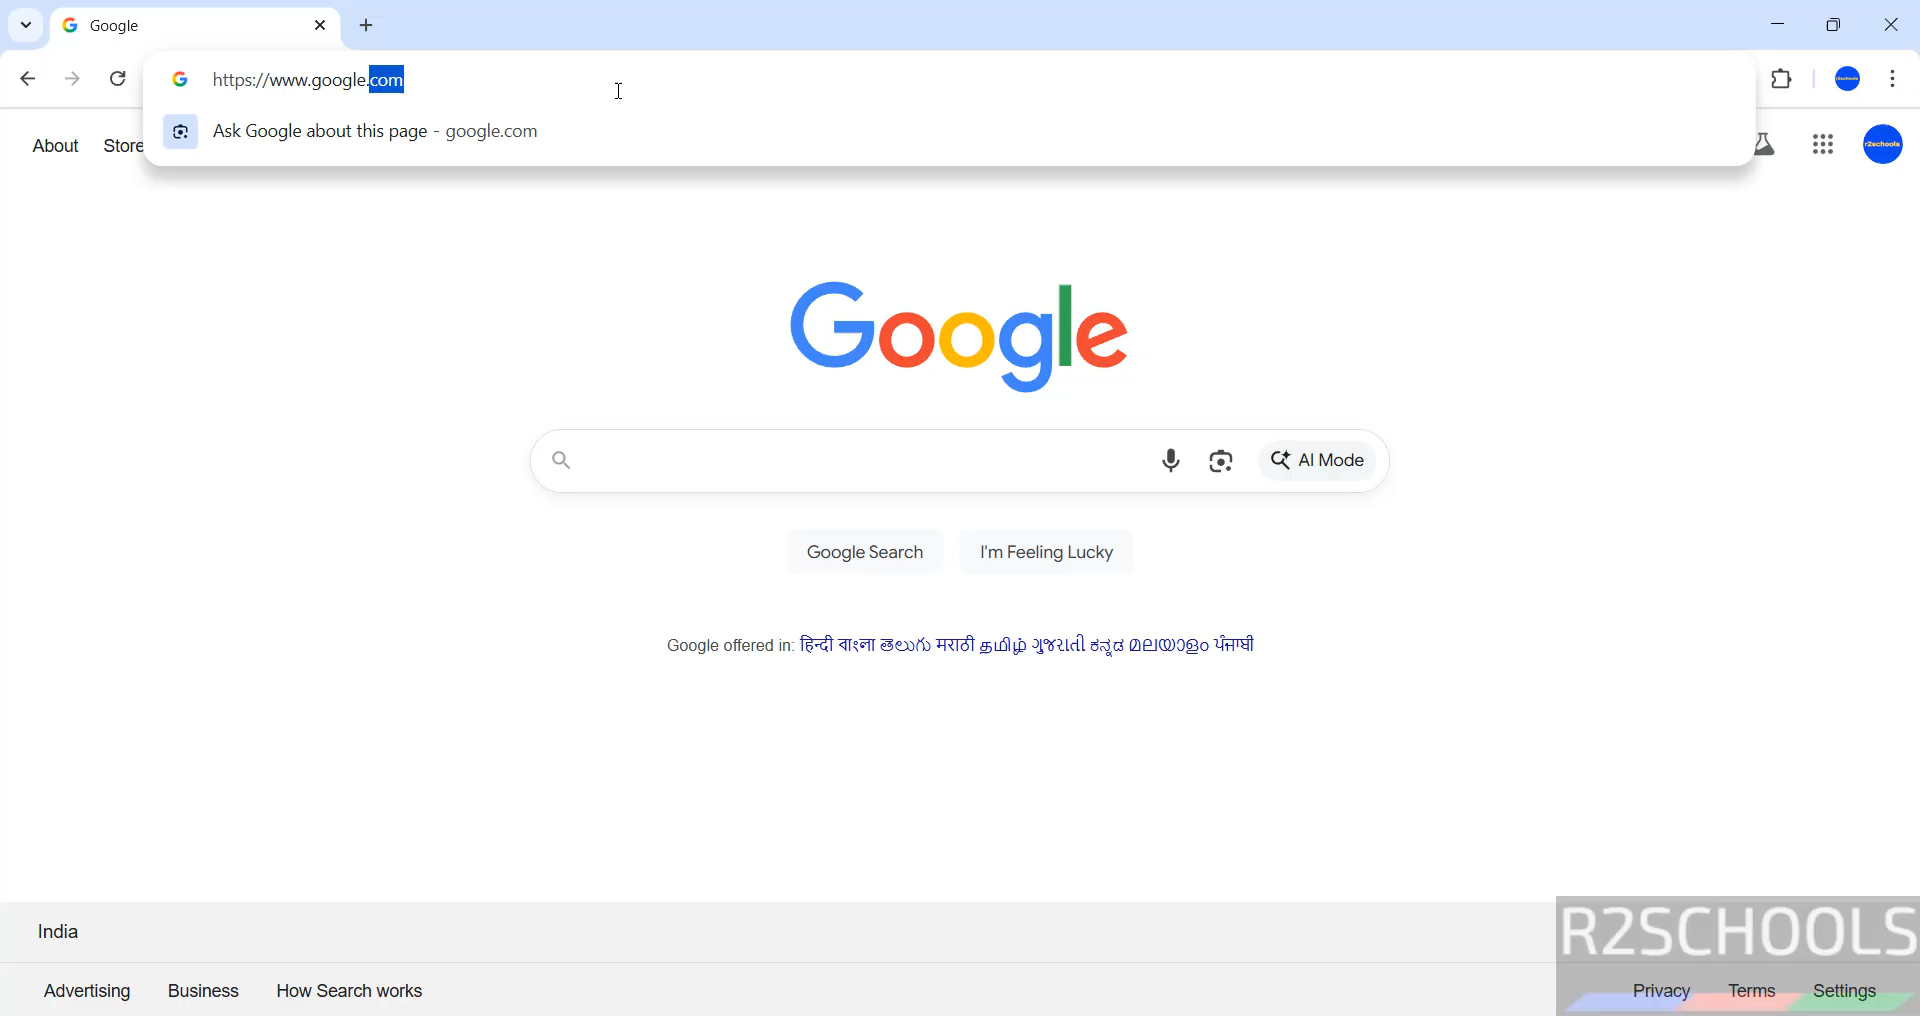 Google
https://www.google.com
Ask Google about this page - google.com
About Store
r2schools
Google
AI Mode
Google Search I'm Feeling Lucky
Google offered in: हिन्दी বাংলা తెలుగు मराठी தமிழ் ગુજરાતી ಕನ್ನಡ മലയാളം ਪੰਜਾਬੀ
India
R2SCHOOLS
Advertising Business How Search works Privacy Terms Settings